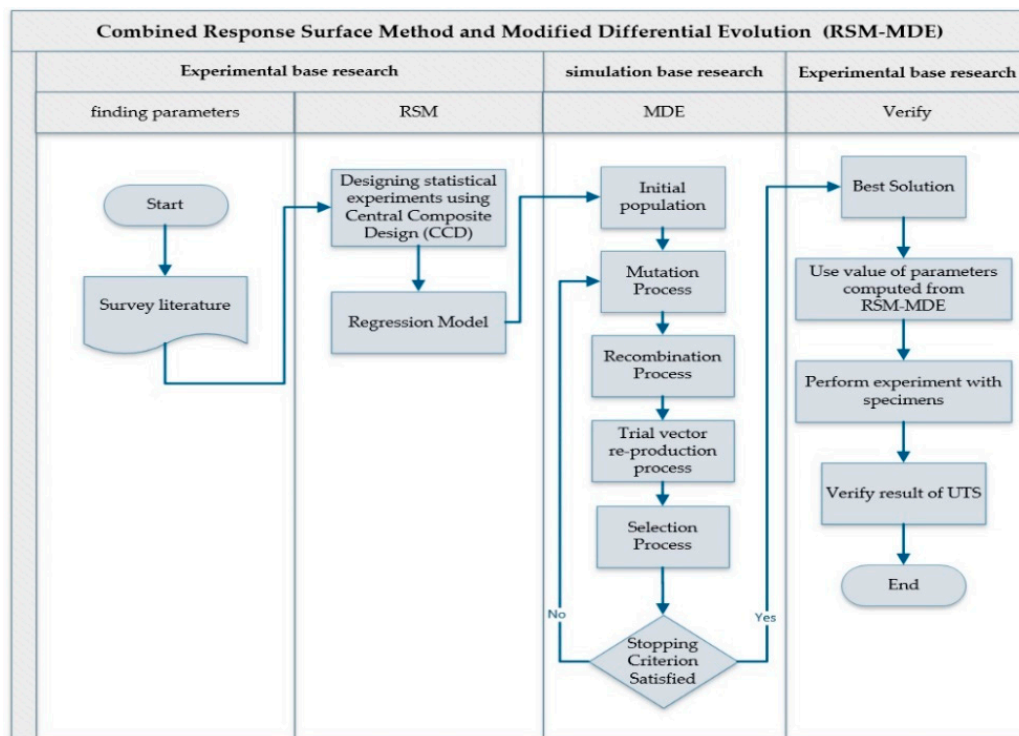 Combined Response Surface Method and Modified Differential Evolution (RSM-MDE)
Experimental base research
simulation base research
Experimental base research
finding parameters
RSM
MDE
Verify
Start
Survey literature
Designing statistical
experiments using
Central Composite
Design (CCD)
Regression Model
Initial
population
Mutation
Process
Recombination
Process
Trial vector
re-production
process
Selection
Process
Stopping
Criterion
Satisfied
No
Yes
Best Solution
Use value of parameters
computed from
RSM-MDE
Perform experiment with
specimens
Verify result of UTS
End